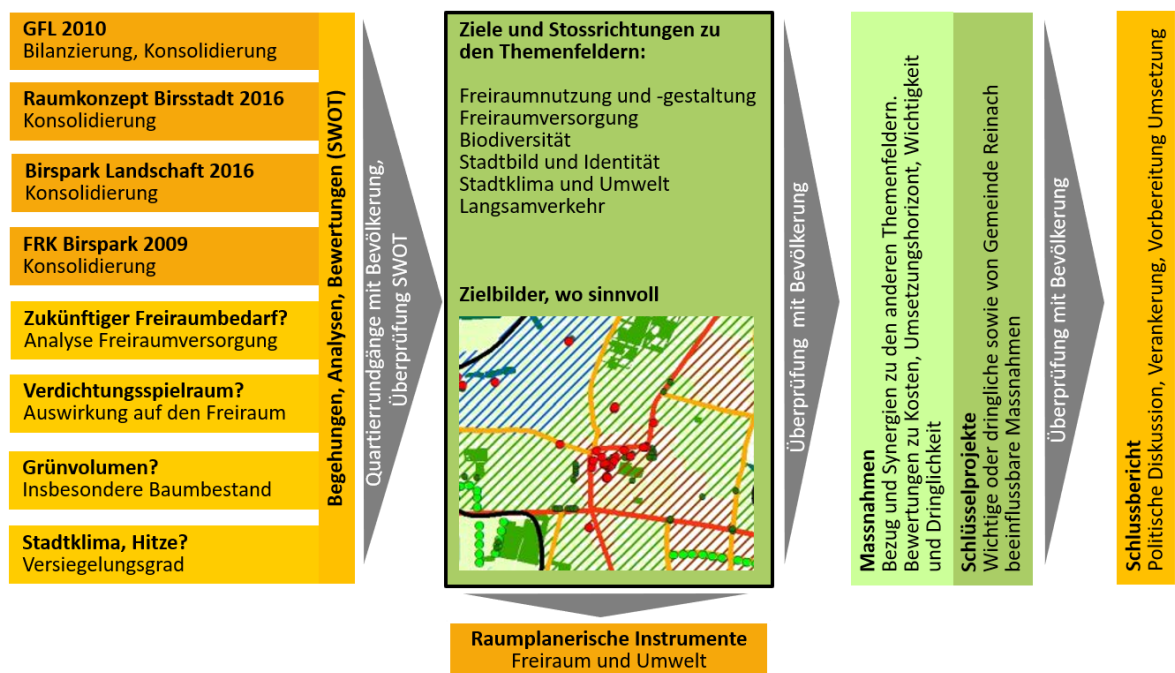 GFL 2010
Bilanzierung, Konsolidierung
Raumkonzept Birsstadt 2016
Konsolidierung
Birspark Landschaft 2016
Konsolidierung
FRK Birspark 2009
Konsolidierung
Zukünftiger Freiraumbedarf?
Analyse Freiraumversorgung
Verdichtungsspielraum?
Auswirkung auf den Freiraum
Grünvolumen?
Insbesondere Baumbestand
Stadtklima, Hitze?
Versiegelungsgrad
Begehungen, Analysen, Bewertungen (SWOT)
Quartierrundgänge mit Bevölkerung,
Überprüfung SWOT
Ziele und Stossrichtungen zu
den Themenfeldern:
Freiraumnutzung und -gestaltung
Freiraumversorgung
Biodiversität
Stadtbild und Identität
Stadtklima und Umwelt
Langsamverkehr
Zielbilder, wo sinnvoll
Raumplanerische Instrumente
Freiraum und Umwelt
Überprüfung mit Bevölkerung
Massnahmen
Bezug und Synergien zu den anderen Themenfeldern.
Bewertungen zu Kosten, Umsetzungshorizont, Wichtigkeit
und Dringlichkeit
Schlüsselprojekte
Wichtige oder dringliche sowie von Gemeinde Reinach
beeinflussbare Massnahmen
Überprüfung mit Bevölkerung
Schlussbericht
Politische Diskussion, Verankerung, Vorbereitung Umsetzung